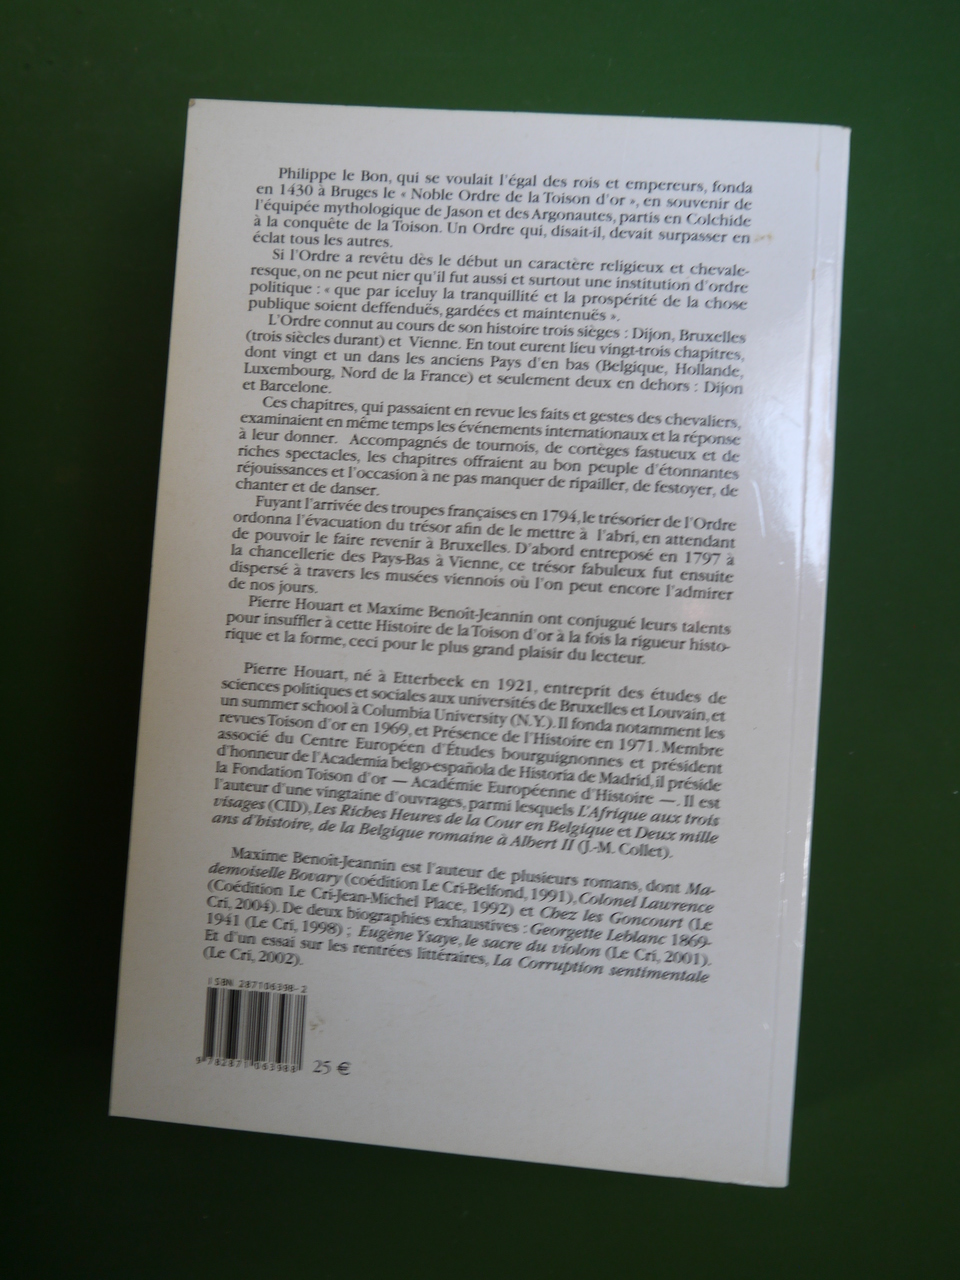 Philippe le Bon, qui se voulait l'égal des rois et empereurs, fonda
en 1430 à Bruges le « Noble Ordre de la Toison d'or », en souvenir de
l'équipée mythologique de Jason et des Argonautes, partis en Colchide
à la conquête de la Toison. Un Ordre qui, disait-il, devait surpasser en
éclat tous les autres.
Si l'Ordre a revêtu dès le début un caractère religieux et chevale-
resque, on ne peut nier qu'il fut aussi et surtout une institution d'ordre
politique : « que par iceluy la tranquillité et la prospérité de la chose
publique soient deffenduës, gardées et maintenuës ».
L'Ordre connut au cours de son histoire trois sièges : Dijon, Bruxelles
(trois siècles durant) et Vienne. En tout eurent lieu vingt-trois chapitres,
dont vingt et un dans les anciens Pays d'en bas (Belgique, Hollande,
Luxembourg, Nord de la France) et seulement deux en dehors : Dijon
et Barcelone.
Ces chapitres, qui passaient en revue les faits et gestes des chevaliers,
examinaient en même temps les événements internationaux et la réponse
à leur donner. Accompagnés de tournois, de cortèges fastueux et de
riches spectacles, les chapitres offraient au bon peuple d'étonnantes
réjouissances et l'occasion à ne pas manquer de ripailler, de festoyer, de
chanter et de danser.
Fuyant l'arrivée des troupes françaises en 1794, le trésorier de l'Ordre
ordonna l'évacuation du trésor afin de le mettre à l'abri, en attendant
de pouvoir le faire revenir à Bruxelles. D'abord entreposé en 1797 à
la chancellerie des Pays-Bas à Vienne, ce trésor fabuleux fut ensuite
dispersé à travers les musées viennois où l'on peut encore l'admirer
de nos jours.
Pierre Houart et Maxime Benoît-Jeannin ont conjugué leurs talents
pour insuffler à cette Histoire de la Toison d'or à la fois la rigueur histo-
rique et la forme, ceci pour le plus grand plaisir du lecteur.
Pierre Houart, né à Etterbeek en 1921, entreprit des études de
sciences politiques et sociales aux universités de Bruxelles et Louvain, et
un summer school à Columbia University (N.Y.). Il fonda notamment les
revues Toison d'or en 1969, et Présence de l'Histoire en 1971. Membre
associé du Centre Européen d'Études bourguignonnes et président
d'honneur de l'Academia belgo-española de Historia de Madrid, il préside
la Fondation Toison d'or — Académie Européenne d'Histoire —. Il est
l'auteur d'une vingtaine d'ouvrages, parmi lesquels L'Afrique aux trois
visages (CID), Les Riches Heures de la Cour en Belgique et Deux mille
ans d'histoire, de la Belgique romaine à Albert II (J.-M. Collet).
Maxime Benoît-Jeannin est l'auteur de plusieurs romans, dont Ma-
demoiselle Bovary (coédition Le Cri-Belfond, 1991), Colonel Lawrence
(Coédition Le Cri-Jean-Michel Place, 1992) et Chez les Goncourt (Le
Cri, 2004). De deux biographies exhaustives : Georgette Leblanc 1869-
1941 (Le Cri, 1998) ; Eugène Ysaye, le sacre du violon (Le Cri, 2001).
Et d'un essai sur les rentrées littéraires, La Corruption sentimentale
(Le Cri, 2002).
ISBN 287106398-2
9 782871 063988
25 €